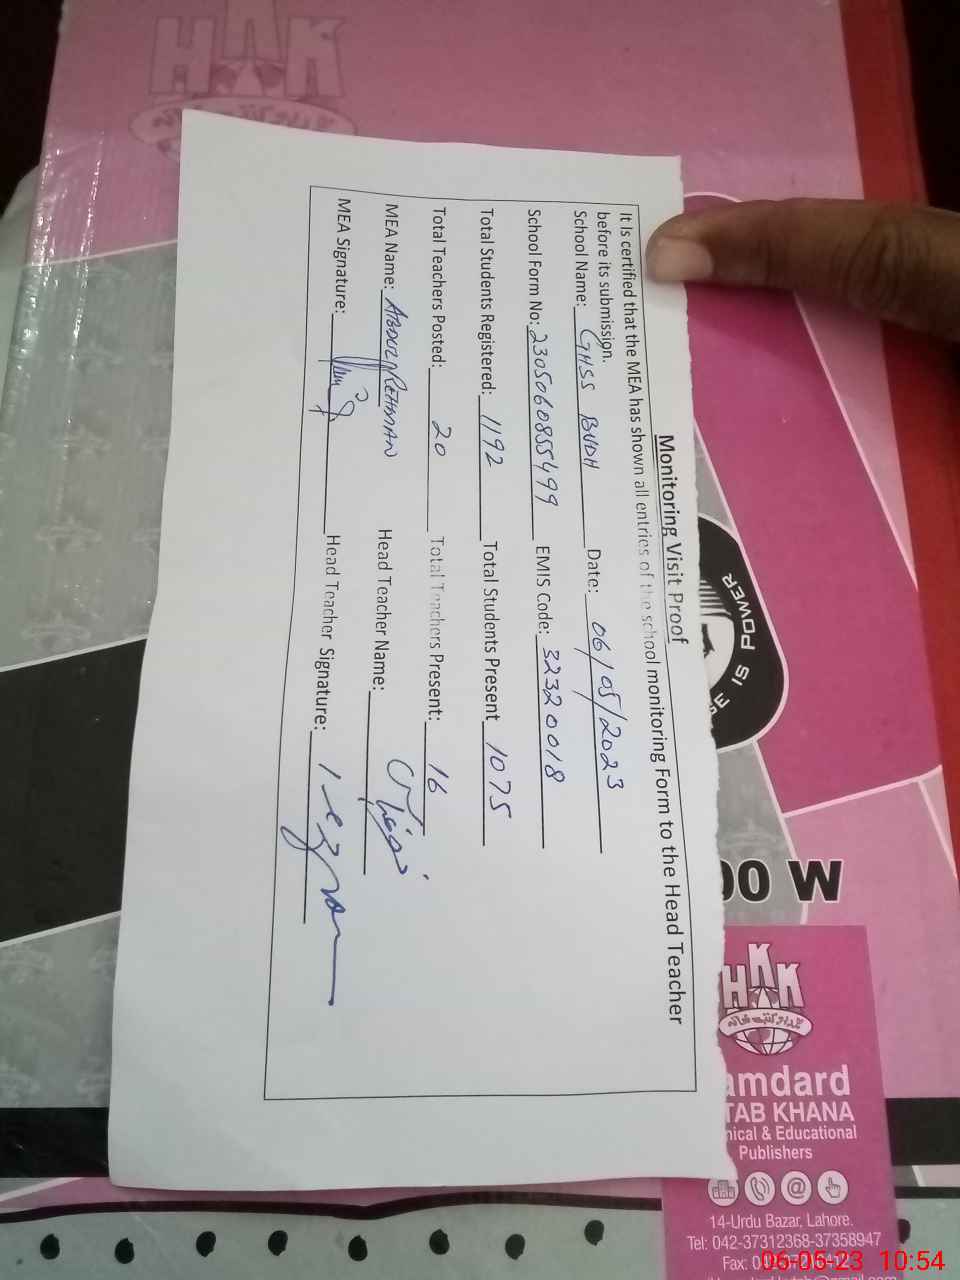 Monitoring Visit Proof
It Is certified that the MEA has shown all entries of the school monitoring Form to the Head Teacher
before its submission.
School Name: GHSS BUDH Date: 06/05/2023
School Form No: 2305060855499 EMIS Code: 32320018
Total Students Registered: 1192 Total Students Present 1075
Total Teachers Posted: 20 Total Teachers Present: 16
MEA Name: ABDUL REHMAN Head Teacher Name:
MEA Signature: Head Teacher Signature:
HKK
POWER IS
00 W
HKK
amdard
TAB KHANA
nical & Educational
Publishers
14-Urdu Bazar, Lahore.
Tel: 042-37312368-37358947
Fax:
06-05-23 10:54